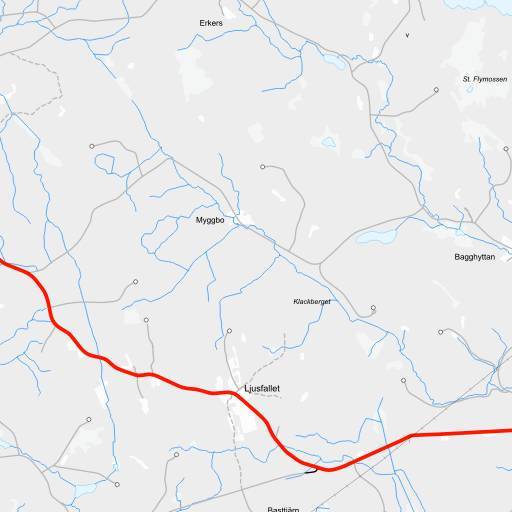 Erkers
v
St. Flymossen
Myggbo
Bagghyttan
Klackberget
Ljusfallet
Basttjärn